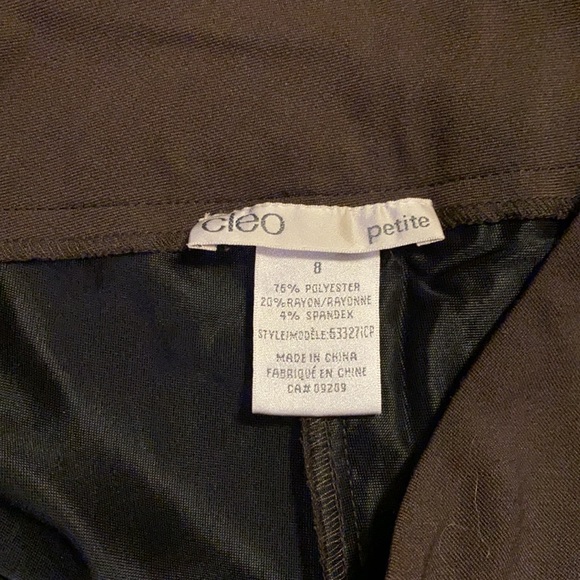 cleo petite
8
76% POLYESTER
20% RAYON/RAYONNE
4% SPANDEX
STYLE/MODÈLE:63327iCP
MADE IN CHINA
FABRIQUÉ EN CHINE
CA# 09209